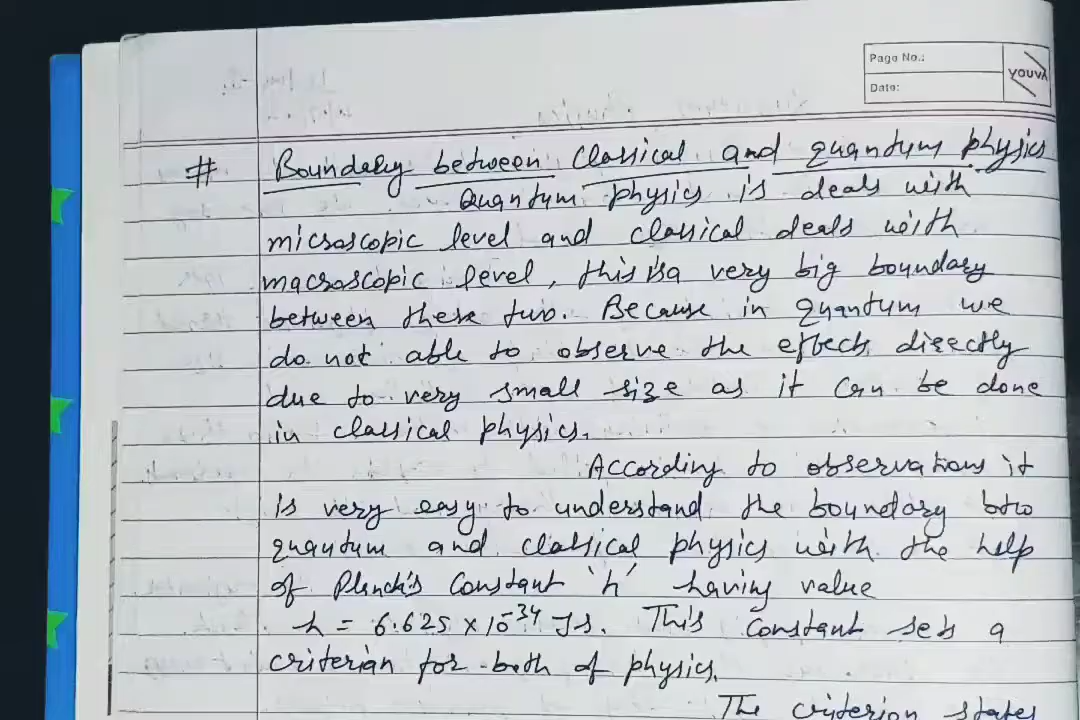 Page No.:
Date:
YOUVA
# Boundary between Classical and quantum physics
Quantum physics is deals with
microscopic level and classical deals with
macroscopic level, this is a very big boundary
between these two. Because in quantum we
do not able to observe the effects directly
due to very small size as it can be done
in classical physics.
According to observations it
is very easy to understand the boundary btw
quantum and classical physics with the help
of Planck's Constant 'h' having value
h = 6.625 × 10⁻³⁴ Js. This constant sets a
criterian for both of physics.
The criterion states